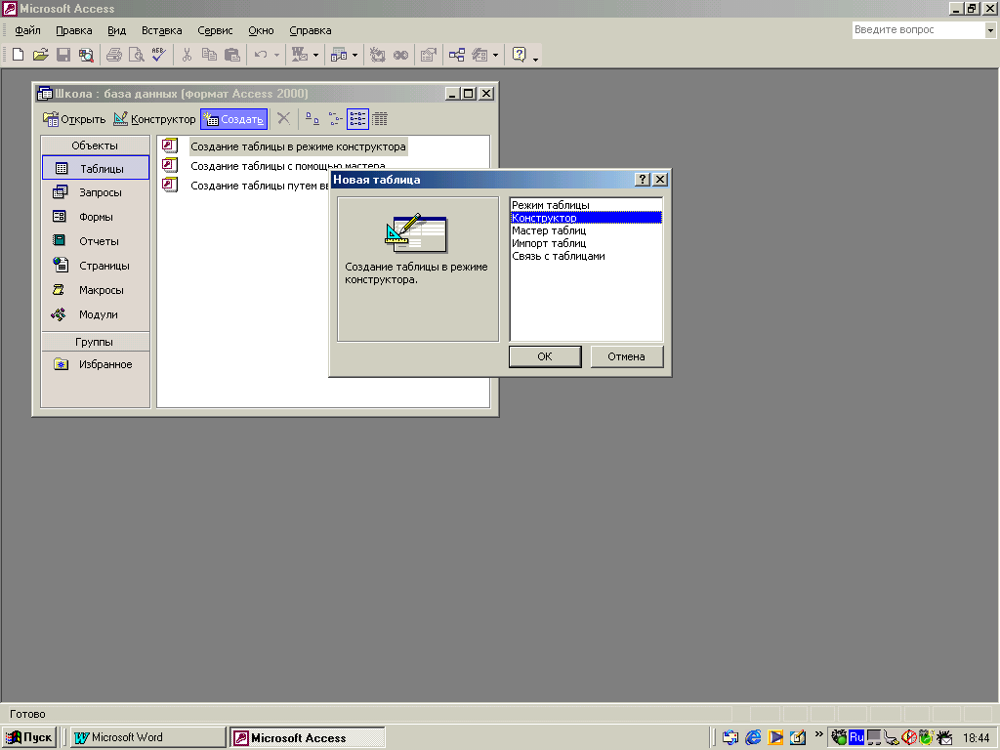 Microsoft Access
Файл Правка Вид Вставка Сервис Окно Справка
Введите вопрос
Школа : база данных (формат Access 2000)
Открыть Конструктор Создать
Объекты
Таблицы
Запросы
Формы
Отчеты
Страницы
Макросы
Модули
Группы
Избранное
Создание таблицы в режиме конструктора
Создание таблицы с помощью мастера
Создание таблицы путем вв
Новая таблица
Создание таблицы в режиме
конструктора.
Режим таблицы
Конструктор
Мастер таблиц
Импорт таблиц
Связь с таблицами
ОК Отмена
Готово
Пуск Microsoft Word Microsoft Access » Ru 18:44